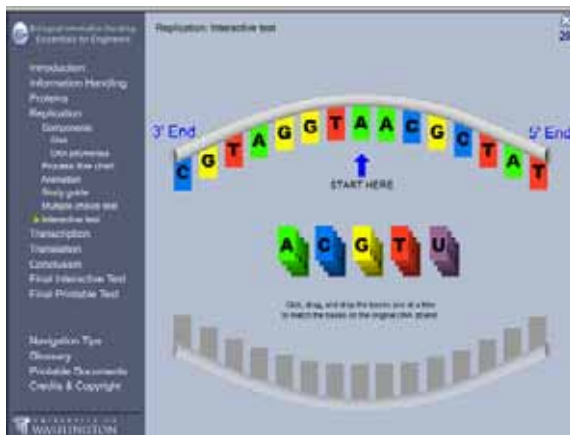 Essentials for Engineers
Replication: Interactive test
Introduction
Information Handling
Proteins
Replication
Components
DNA
DNA polymerase
Process flow chart
Animation
Study guide
Multiple choice test
Interactive test
Transcription
Translation
Conclusion
Final Interactive Test
Final Printable Test
Navigation Tips
Glossary
Printable Documents
Credits & Copyright
UNIVERSITY OF
WASHINGTON
3' End
5' End
C G T A G G T A A C G C T A T
START HERE
A C G T U
Click, drag, and drop the bases one at a time
to match the bases on the original DNA strand